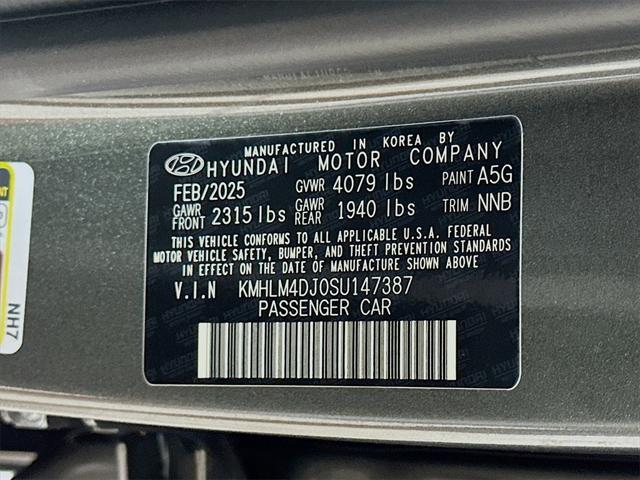 MANUFACTURED IN KOREA BY
HYUNDAI MOTOR COMPANY
FEB/2025 GVWR 4079 lbs PAINT A5G
GAWR FRONT 2315 lbs GAWR REAR 1940 lbs TRIM NNB
THIS VEHICLE CONFORMS TO ALL APPLICABLE U.S.A. FEDERAL
MOTOR VEHICLE SAFETY, BUMPER, AND THEFT PREVENTION STANDARDS
IN EFFECT ON THE DATE OF MANUFACTURE SHOWN ABOVE
V.I.N KMHLM4DJ0SU147387
PASSENGER CAR
NH7